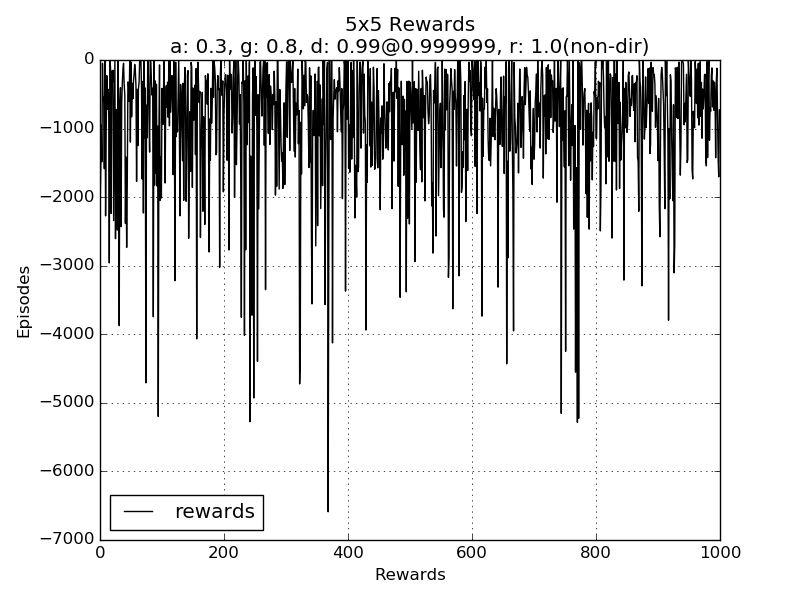 5x5 Rewards
a: 0.3, g: 0.8, d: 0.99@0.999999, r: 1.0(non-dir)
0
−1000
−2000
−3000
−4000
−5000
−6000
−7000
Episodes
rewards
0 200 400 600 800 1000
Rewards